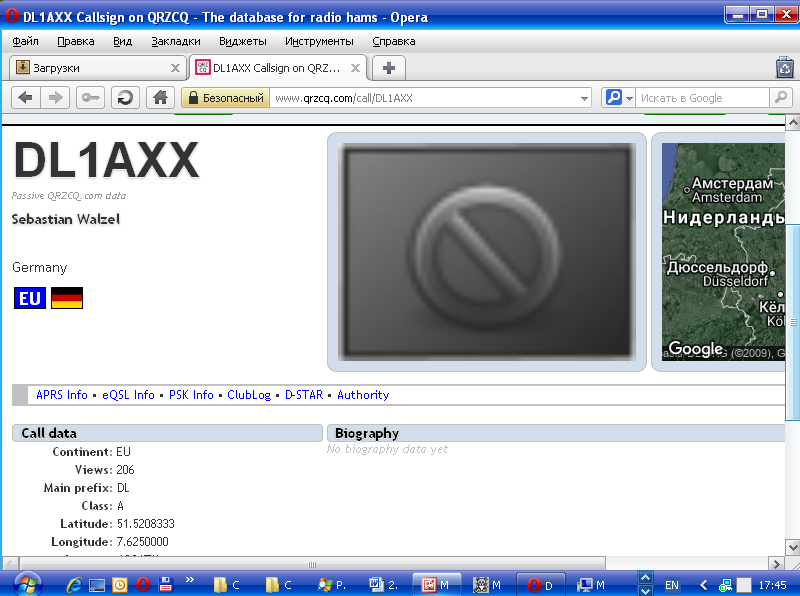 DL1AXX Callsign on QRZCQ - The database for radio hams - Opera
Файл Правка Вид Закладки Виджеты Инструменты Справка
Загрузки
QRZ CQ DL1AXX Callsign on QRZ...
Безопасный www.qrzcq.com/call/DL1AXX
Искать в Google
DL1AXX
Passive QRZCQ.com data
Sebastian Walzel
Germany
EU
Амстердам
Amsterdam
Нидерланды
Дюссельдорф
Düsseldorf
Кёл
Köl
Google
(©2009), G
APRS Info • eQSL Info • PSK Info • ClubLog • D-STAR • Authority
Call data
Continent: EU
Views: 206
Main prefix: DL
Class: A
Latitude: 51.5208333
Longitude: 7.6250000
Biography
No biography data yet
» C C P. 2. M M D M EN 17:45